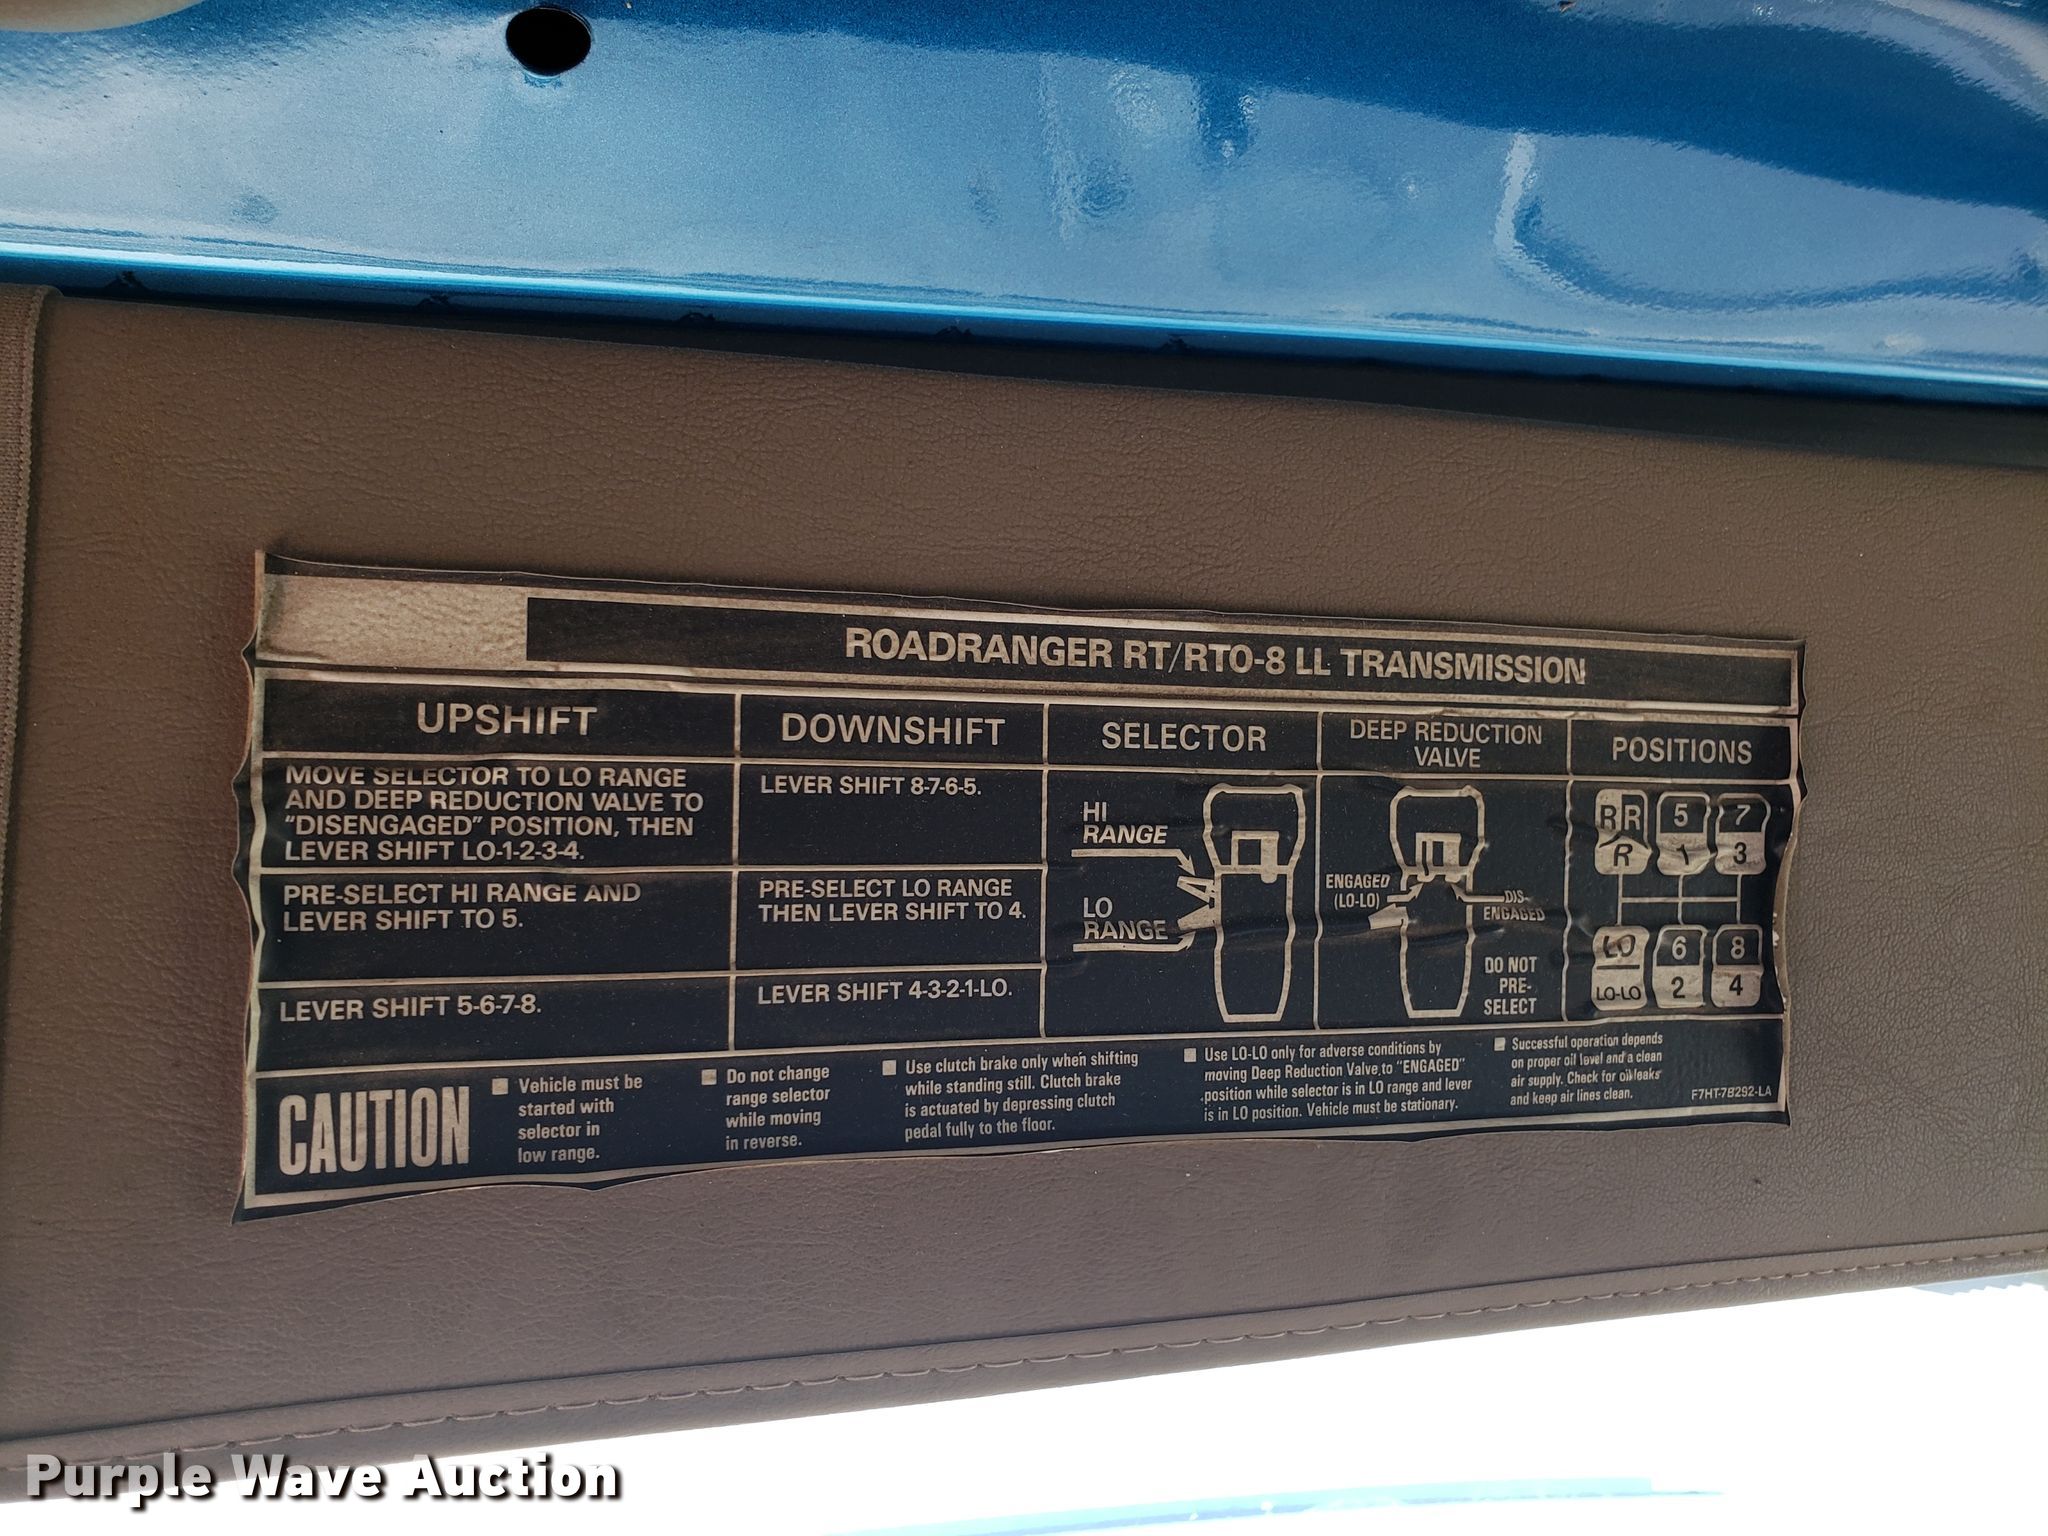 ROADRANGER RT/RTO-8 LL TRANSMISSION
UPSHIFT
DOWNSHIFT
SELECTOR
DEEP REDUCTION
VALVE
POSITIONS
MOVE SELECTOR TO LO RANGE
AND DEEP REDUCTION VALVE TO
“DISENGAGED” POSITION, THEN
LEVER SHIFT LO-1-2-3-4.
LEVER SHIFT 8-7-6-5.
PRE-SELECT HI RANGE AND
LEVER SHIFT TO 5.
PRE-SELECT LO RANGE
THEN LEVER SHIFT TO 4.
LEVER SHIFT 5-6-7-8.
LEVER SHIFT 4-3-2-1-LO.
HI
RANGE
LO
RANGE
ENGAGED
(LO-LO)
DIS-
ENGAGED
DO NOT
PRE-
SELECT
R R 5 7
R 1 3
LO 6 8
LO-LO 2 4
CAUTION
Vehicle must be
started with
selector in
low range.
Do not change
range selector
while moving
in reverse.
Use clutch brake only when shifting
while standing still. Clutch brake
is actuated by depressing clutch
pedal fully to the floor.
Use LO-LO only for adverse conditions by
moving Deep Reduction Valve to “ENGAGED”
position while selector is in LO range and lever
is in LO position. Vehicle must be stationary.
Successful operation depends
on proper oil level and a clean
air supply. Check for oil leaks
and keep air lines clean.
F7HT-7B292-LA
Purple Wave Auction